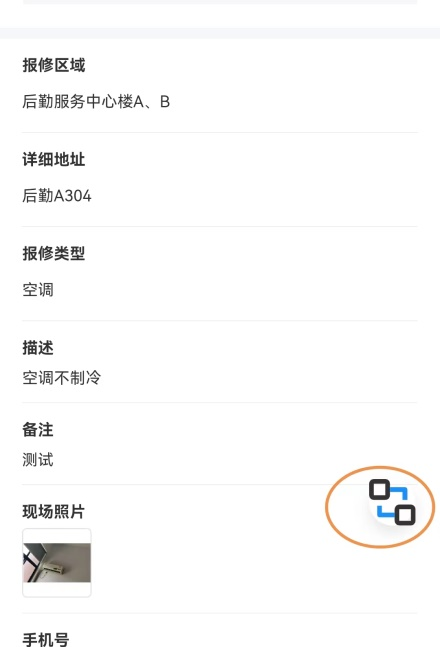 报修区域
后勤服务中心楼A、B
详细地址
后勤A304
报修类型
空调
描述
空调不制冷
备注
测试
现场照片
手机号